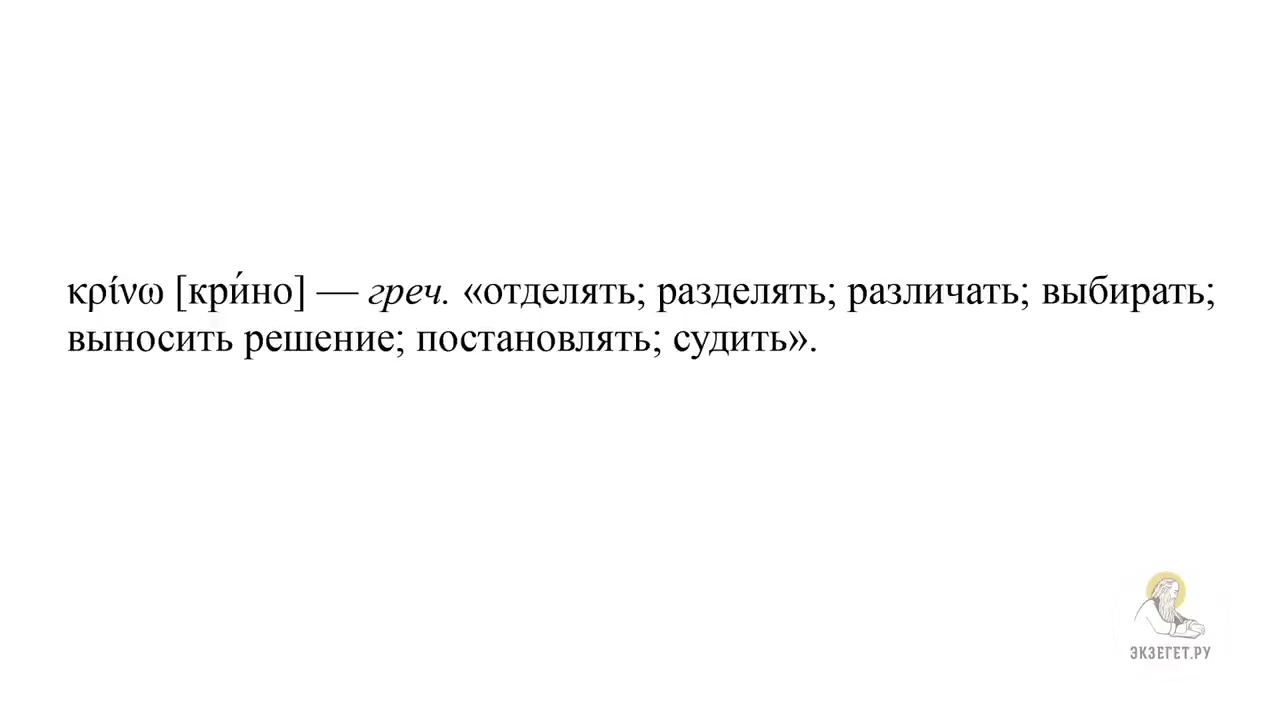 κρίνω [кри́но] — греч. «отделять; разделять; различать; выбирать;
выносить решение; постановлять; судить».
ЭКЗЕГЕТ.РУ